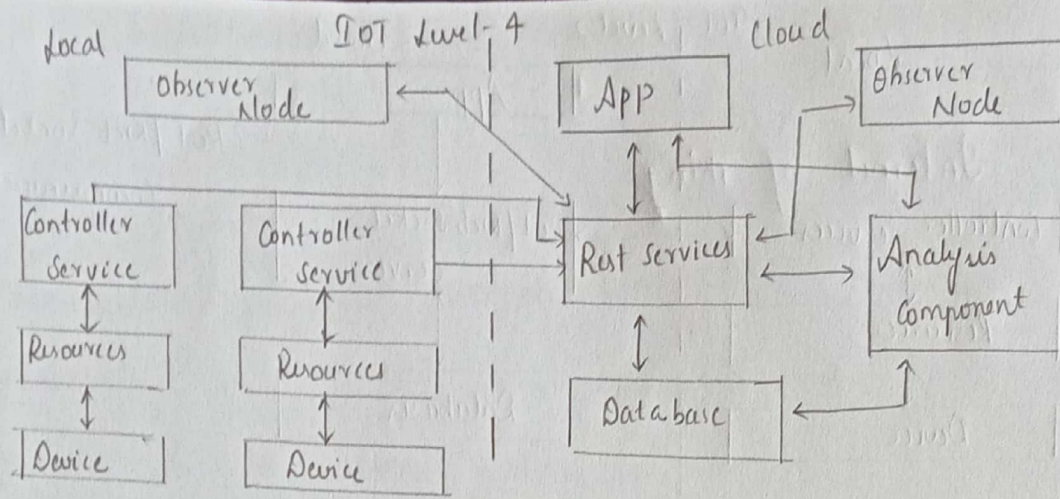 IOT Level-4
Local
Cloud
Observer
Node
App
Observer
Node
Controller
Service
Controller
Service
Rest Services
Analysis
Component
Resources
Resources
Database
Device
Device